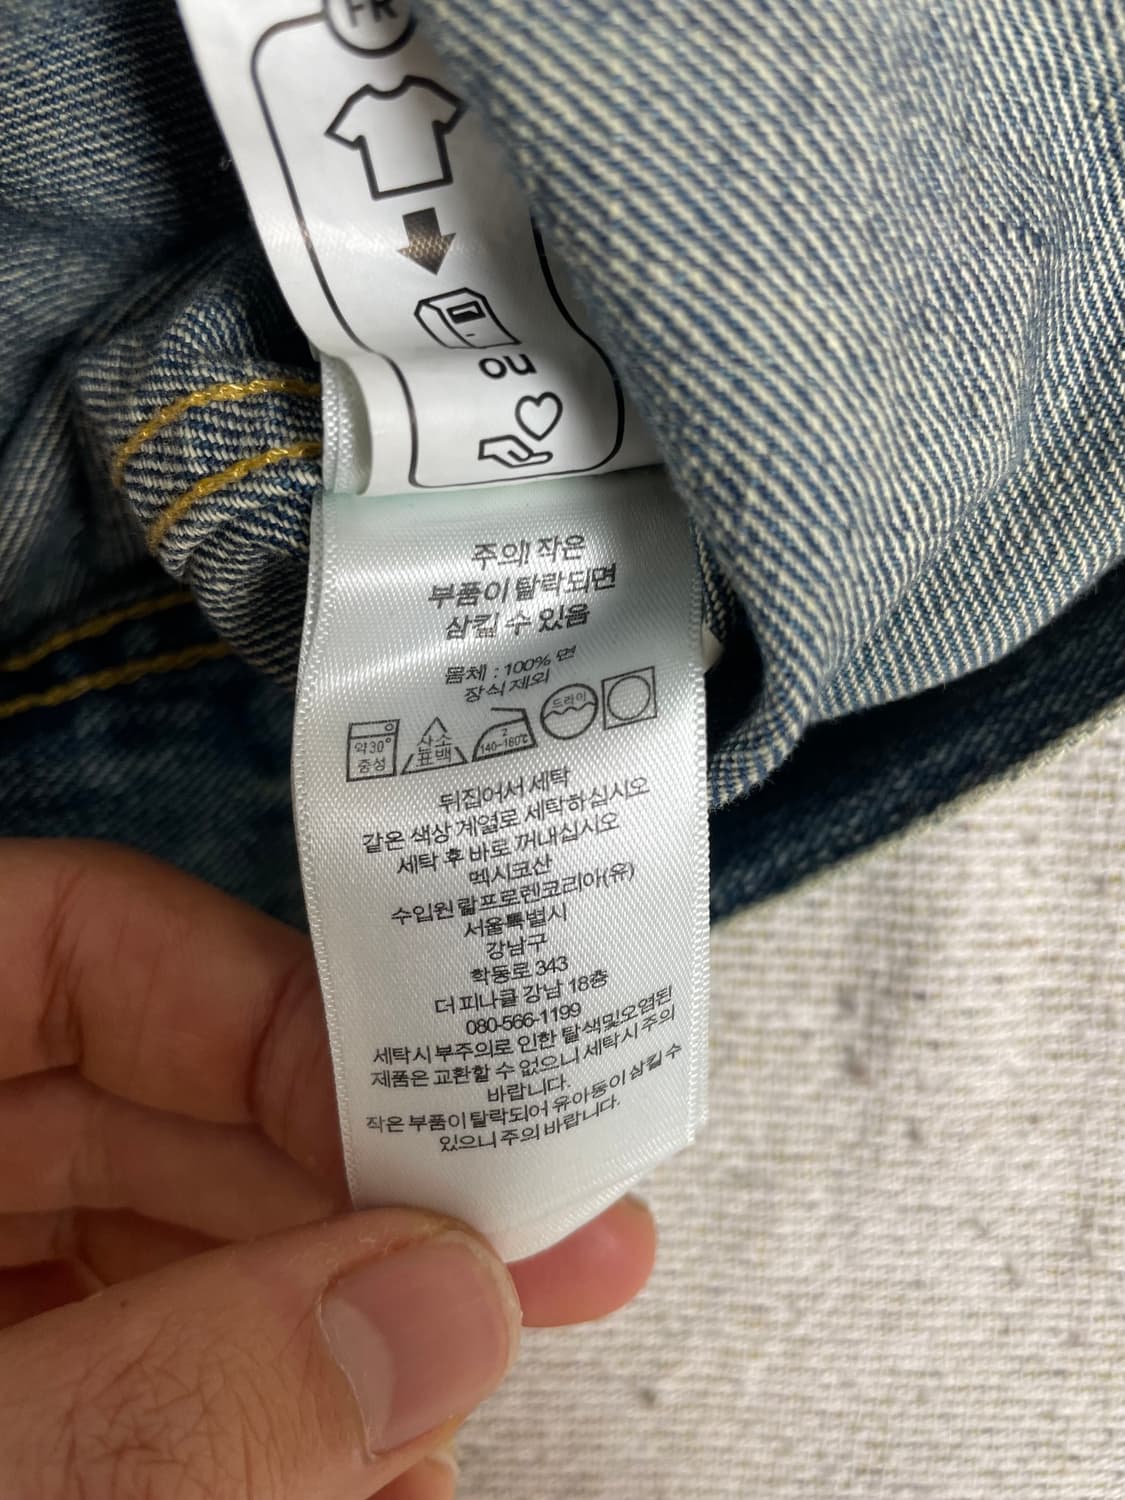 FR
ou
주의! 작은
부품이 탈락되면
삼킬 수 있음
몸체 : 100% 면
장식 제외
약30°
중성
산소
표백
2
140~160℃
드라이
뒤집어서 세탁
같은 색상 계열로 세탁하십시오
세탁 후 바로 꺼내십시오
멕시코산
수입원 랄프로렌코리아(유)
서울특별시
강남구
학동로 343
더 피나클 강남 18층
080-566-1199
세탁시 부주의로 인한 탈색및오염된
제품은 교환할 수 없으니 세탁시 주의
바랍니다.
작은 부품이 탈락되어 유아동이 삼킬 수
있으니 주의 바랍니다.